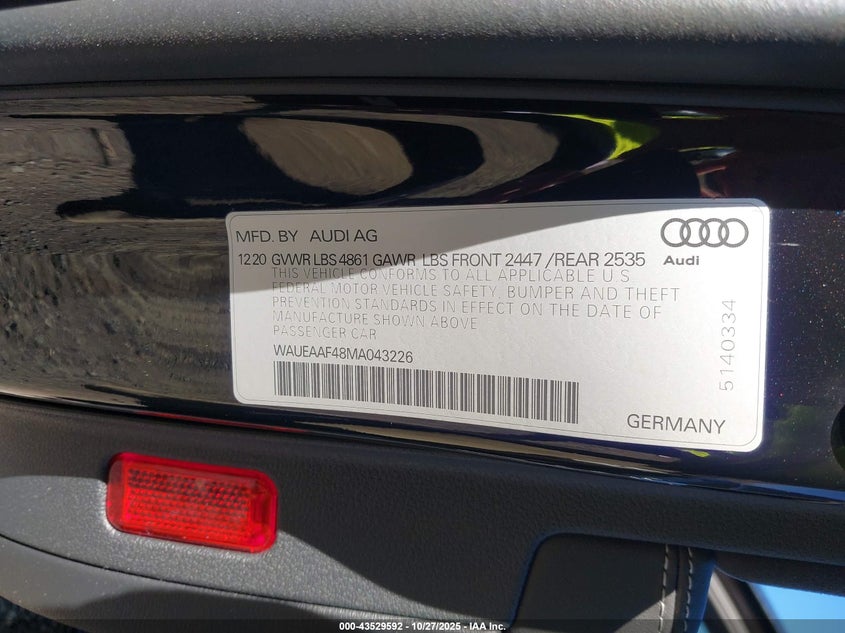 MFD. BY AUDI AG
1220 GVWR LBS 4861 GAWR LBS FRONT 2447 /REAR 2535
Audi
THIS VEHICLE CONFORMS TO ALL APPLICABLE U.S
FEDERAL MOTOR VEHICLE SAFETY, BUMPER AND THEFT
PREVENTION STANDARDS IN EFFECT ON THE DATE OF
MANUFACTURE SHOWN ABOVE
PASSENGER CAR
WAUEAAF48MA043226
5140334
GERMANY
000-43529592 / 10/27/2025 - IAA Inc.